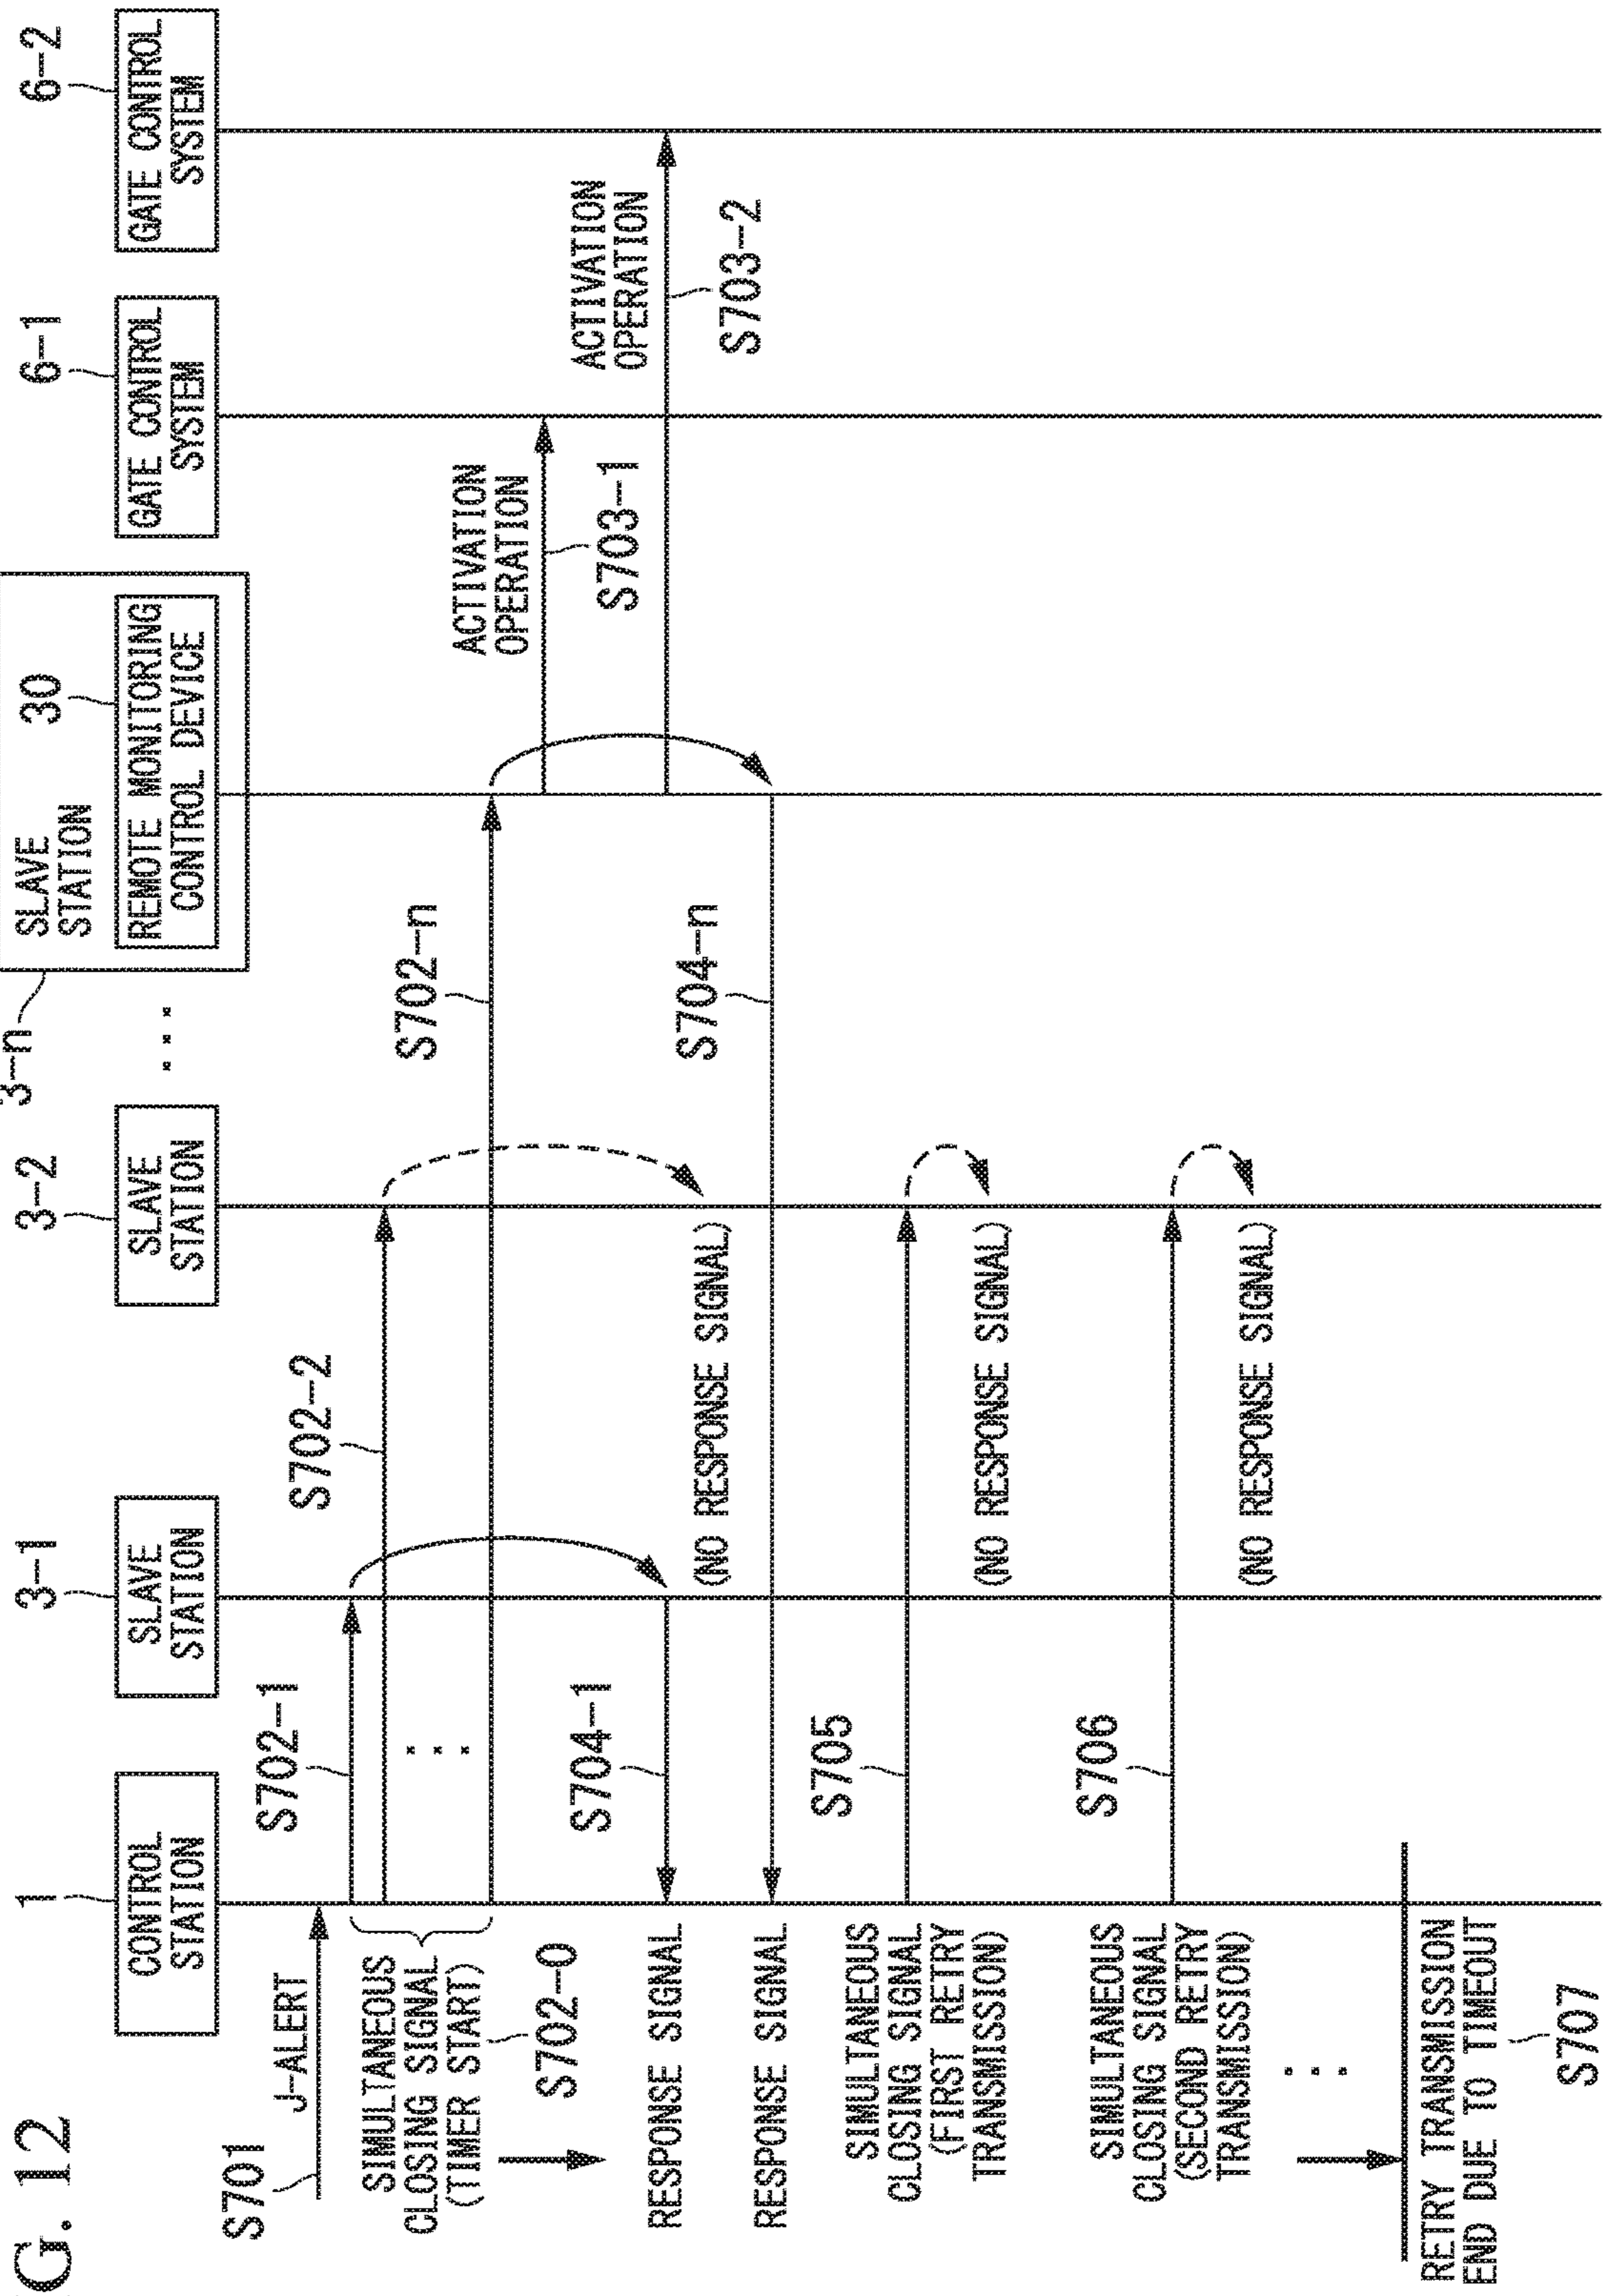 G. 12
1
CONTROL
STATION
3-1
SLAVE
STATION
3-2
SLAVE
STATION
...
3-n
SLAVE
STATION
30
REMOTE MONITORING
CONTROL DEVICE
6-1
GATE CONTROL
SYSTEM
6-2
GATE CONTROL
SYSTEM
S701
J-ALERT
SIMULTANEOUS
CLOSING SIGNAL
(TIMER START)
S702-0
S702-1
S702-2
...
S702-n
ACTIVATION
OPERATION
S703-1
ACTIVATION
OPERATION
S703-2
RESPONSE SIGNAL
S704-1
(NO RESPONSE SIGNAL)
RESPONSE SIGNAL
S704-n
SIMULTANEOUS
CLOSING SIGNAL
(FIRST RETRY
TRANSMISSION)
S705
(NO RESPONSE SIGNAL)
SIMULTANEOUS
CLOSING SIGNAL
(SECOND RETRY
TRANSMISSION)
S706
(NO RESPONSE SIGNAL)
...
RETRY TRANSMISSION
END DUE TO TIMEOUT
S707